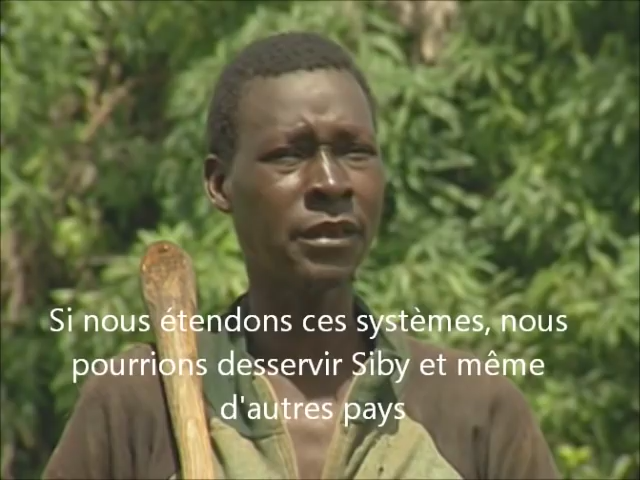 Si nous étendons ces systèmes, nous
pourrions desservir Siby et même
d'autres pays